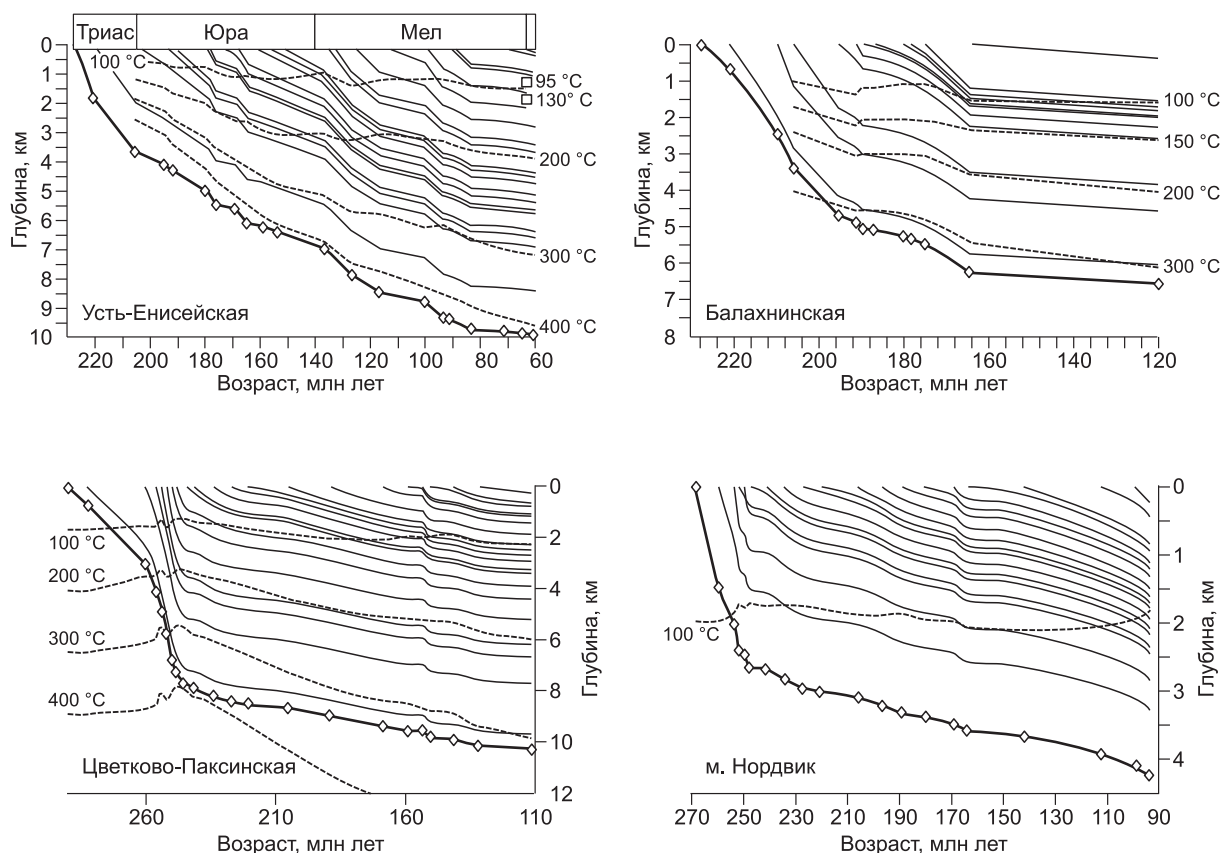 Триас Юра Мел
0
1
2
3
4
5
6
7
8
9
10
Глубина, км
100 °C
95 °C
130° C
200 °C
300 °C
400 °C
Усть-Енисейская
220 200 180 160 140 120 100 80 60
Возраст, млн лет
0
1
2
3
4
5
6
7
8
Глубина, км
100 °C
150 °C
200 °C
300 °C
Балахнинская
220 200 180 160 140 120
Возраст, млн лет
100 °C
200 °C
300 °C
400 °C
0
2
4
6
8
10
12
Глубина, км
Цветково-Паксинская
260 210 160 110
Возраст, млн лет
100 °C
0
1
2
3
4
Глубина, км
м. Нордвик
270 250 230 210 190 170 150 130 110 90
Возраст, млн лет